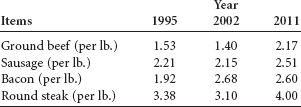 Year
Items 1995 2002 2011
Ground beef (per lb.) 1.53 1.40 2.17
Sausage (per lb.) 2.21 2.15 2.51
Bacon (per lb.) 1.92 2.68 2.60
Round steak (per lb.) 3.38 3.10 4.00